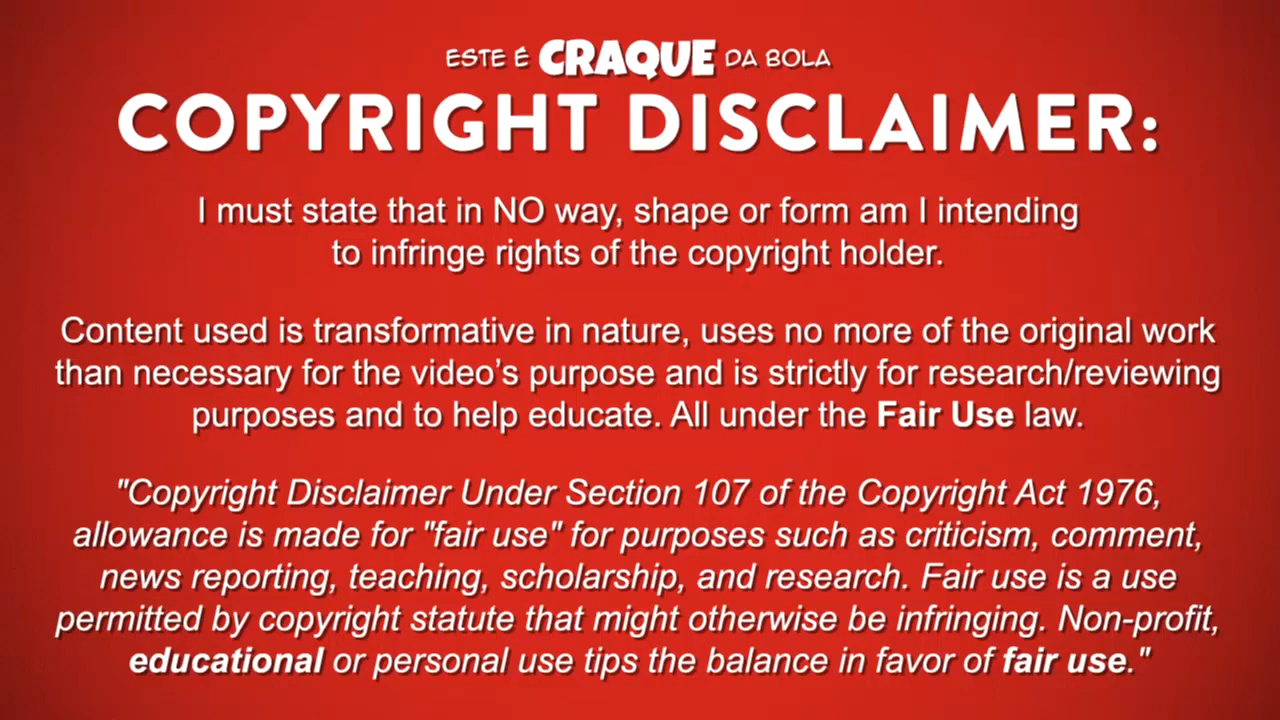 ESTE É CRAQUE DA BOLA
COPYRIGHT DISCLAIMER:
I must state that in NO way, shape or form am I intending
to infringe rights of the copyright holder.
Content used is transformative in nature, uses no more of the original work
than necessary for the video’s purpose and is strictly for research/reviewing
purposes and to help educate. All under the Fair Use law.
"Copyright Disclaimer Under Section 107 of the Copyright Act 1976,
allowance is made for "fair use" for purposes such as criticism, comment,
news reporting, teaching, scholarship, and research. Fair use is a use
permitted by copyright statute that might otherwise be infringing. Non-profit,
educational or personal use tips the balance in favor of fair use."